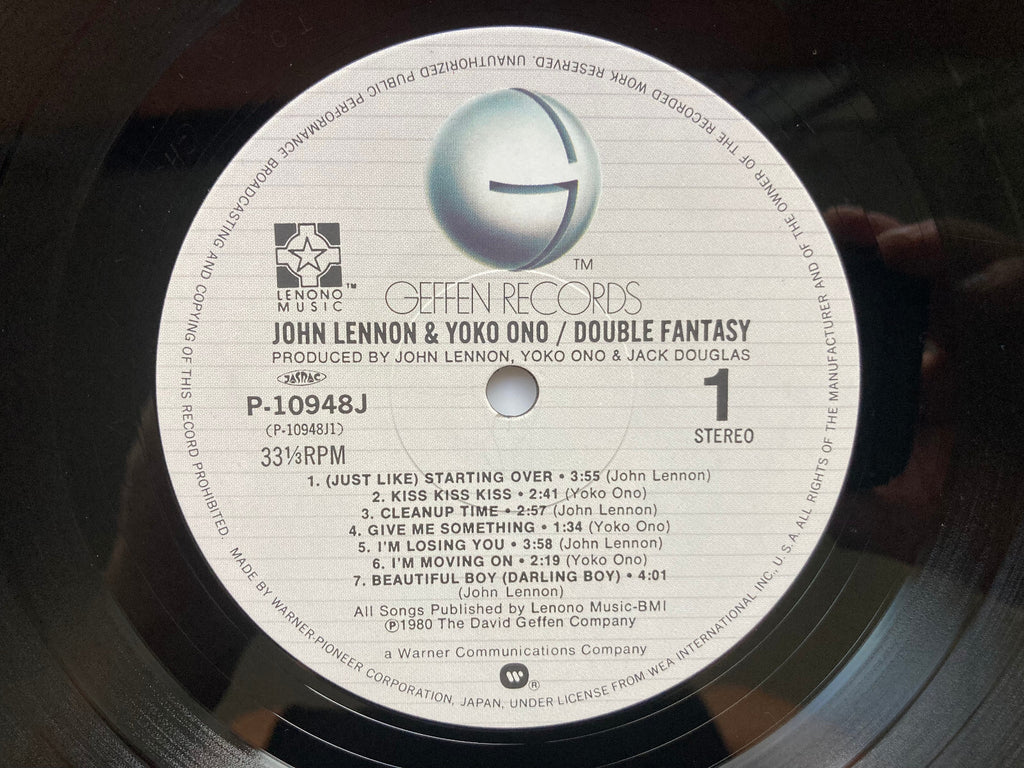 TM
LENONO™
MUSIC
GEFFEN RECORDS
JOHN LENNON & YOKO ONO / DOUBLE FANTASY
PRODUCED BY JOHN LENNON, YOKO ONO & JACK DOUGLAS
JASRAC
P-10948J
(P-10948J1)
33⅓RPM
1
STEREO
1. (JUST LIKE) STARTING OVER • 3:55 (John Lennon)
2. KISS KISS KISS • 2:41 (Yoko Ono)
3. CLEANUP TIME • 2:57 (John Lennon)
4. GIVE ME SOMETHING • 1:34 (Yoko Ono)
5. I'M LOSING YOU • 3:58 (John Lennon)
6. I'M MOVING ON • 2:19 (Yoko Ono)
7. BEAUTIFUL BOY (DARLING BOY) • 4:01
(John Lennon)
All Songs Published by Lenono Music-BMI
℗1980 The David Geffen Company
a Warner Communications Company
®
MADE BY WARNER-PIONEER CORPORATION, JAPAN, UNDER LICENSE FROM WEA INTERNATIONAL INC., U.S.A. ALL RIGHTS OF THE MANUFACTURER AND OF THE OWNER OF THE RECORDED WORK RESERVED. UNAUTHORIZED PUBLIC PERFORMANCE BROADCASTING AND COPYING OF THIS RECORD PROHIBITED.